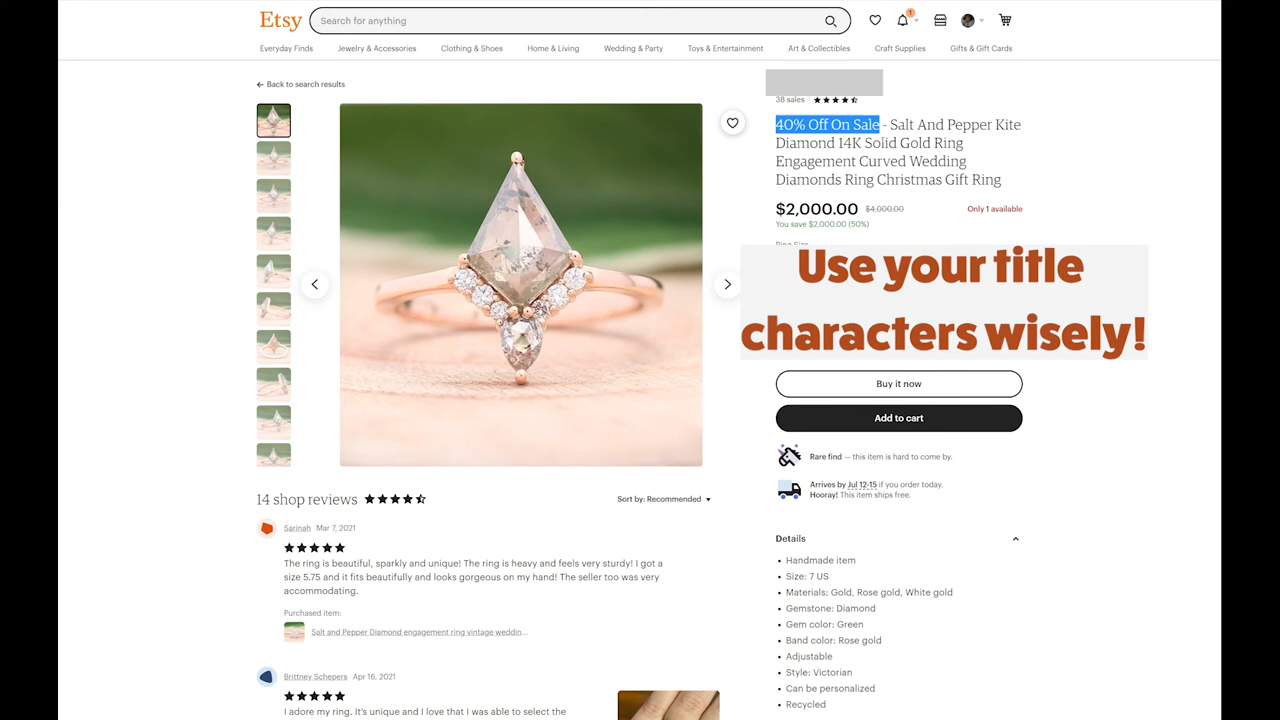 Etsy
Search for anything
1
Everyday Finds
Jewelry & Accessories
Clothing & Shoes
Home & Living
Wedding & Party
Toys & Entertainment
Art & Collectibles
Craft Supplies
Gifts & Gift Cards
Back to search results
38 sales
40% Off On Sale - Salt And Pepper Kite
Diamond 14K Solid Gold Ring
Engagement Curved Wedding
Diamonds Ring Christmas Gift Ring
$2,000.00 $4,000.00
Only 1 available
You save $2,000.00 (50%)
Ring Size
Use your title
characters wisely!
Buy it now
Add to cart
Rare find — this item is hard to come by.
Arrives by Jul 12-15 if you order today.
Hooray! This item ships free.
14 shop reviews
Sort by: Recommended
Sarinah Mar 7, 2021
The ring is beautiful, sparkly and unique! The ring is heavy and feels very sturdy! I got a
size 5.75 and it fits beautifully and looks gorgeous on my hand! The seller too was very
accommodating.
Purchased item:
Salt and Pepper Diamond engagement ring vintage weddin...
Brittney Schepers Apr 16, 2021
I adore my ring. It's unique and I love that I was able to select the
Details
Handmade item
Size: 7 US
Materials: Gold, Rose gold, White gold
Gemstone: Diamond
Gem color: Green
Band color: Rose gold
Adjustable
Style: Victorian
Can be personalized
Recycled